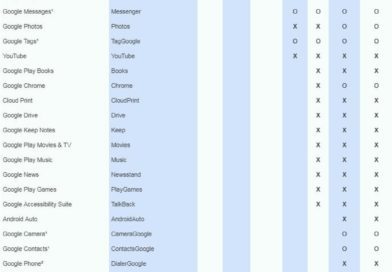 Google Messages¹ Messenger O O O O
Google Photos Photos X X O O
Google Tags* TagGoogle O O O O
YouTube YouTube X X X X
Google Play Books Books X X X
Google Chrome Chrome X O O
Cloud Print CloudPrint X X X
Google Drive Drive X X X
Google Keep Notes Keep X X X
Google Play Movies & TV Movies X X X
Google Play Music Music X X X
Google News Newsstand X X X
Google Play Games PlayGames X X X
Google Accessibility Suite TalkBack X X X
Android Auto AndroidAuto X X
Google Camera¹ CameraGoogle O O
Google Contacts¹ ContactsGoogle O O
Google Phone² DialerGoogle X X